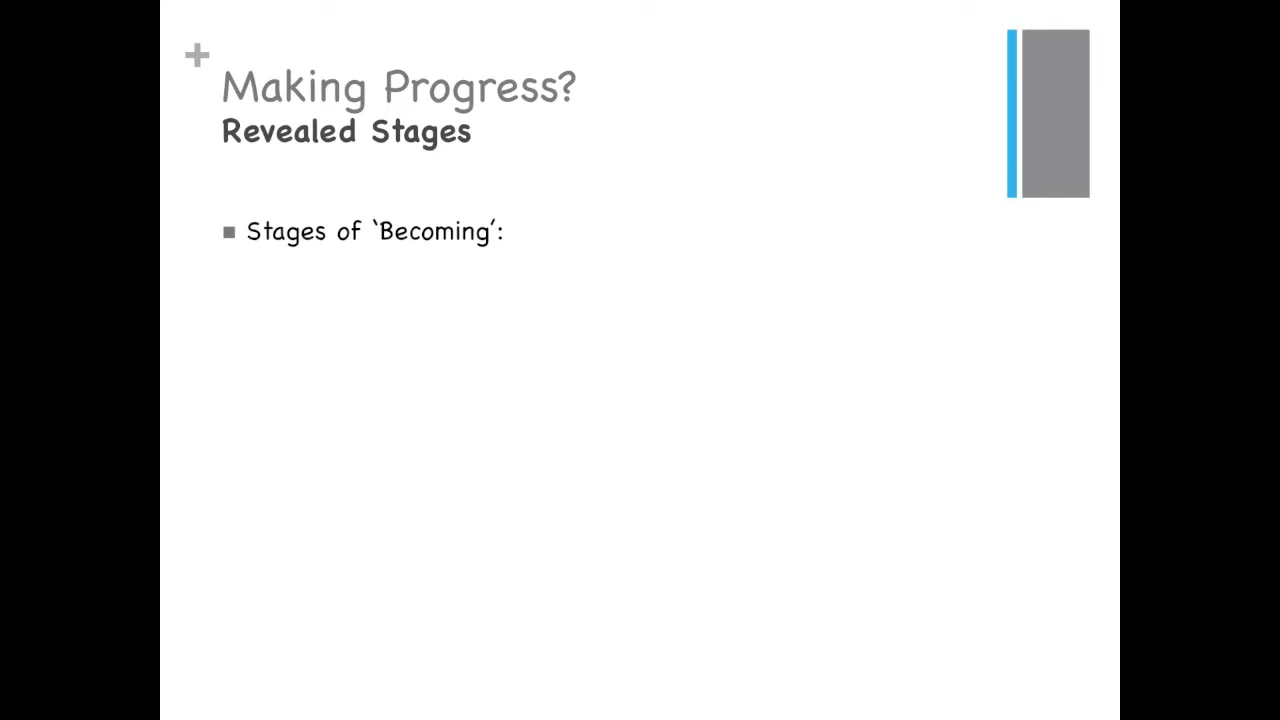 +
Making Progress?
Revealed Stages
■ Stages of ‘Becoming’: